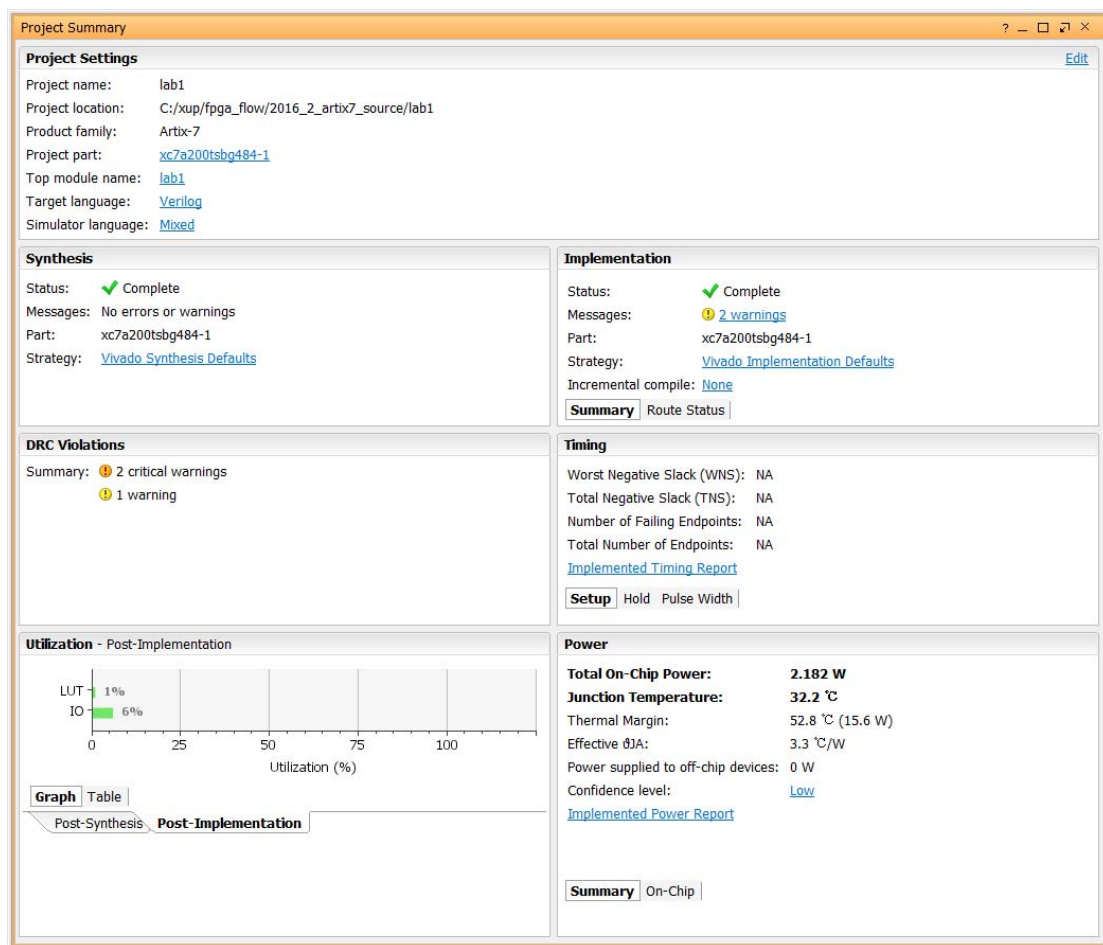 Project Summary
Project Settings
Edit
Project name: lab1
Project location: C:/xup/fpga_flow/2016_2_artix7_source/lab1
Product family: Artix-7
Project part: xc7a200tsbg484-1
Top module name: lab1
Target language: Verilog
Simulator language: Mixed
Synthesis
Status: Complete
Messages: No errors or warnings
Part: xc7a200tsbg484-1
Strategy: Vivado Synthesis Defaults
Implementation
Status: Complete
Messages: 2 warnings
Part: xc7a200tsbg484-1
Strategy: Vivado Implementation Defaults
Incremental compile: None
Summary Route Status
DRC Violations
Summary: 2 critical warnings
1 warning
Timing
Worst Negative Slack (WNS): NA
Total Negative Slack (TNS): NA
Number of Failing Endpoints: NA
Total Number of Endpoints: NA
Implemented Timing Report
Setup Hold Pulse Width
Utilization - Post-Implementation
LUT 1%
IO 6%
0 25 50 75 100
Utilization (%)
Graph Table
Post-Synthesis Post-Implementation
Power
Total On-Chip Power: 2.182 W
Junction Temperature: 32.2 ℃
Thermal Margin: 52.8 ℃ (15.6 W)
Effective ϑJA: 3.3 ℃/W
Power supplied to off-chip devices: 0 W
Confidence level: Low
Implemented Power Report
Summary On-Chip